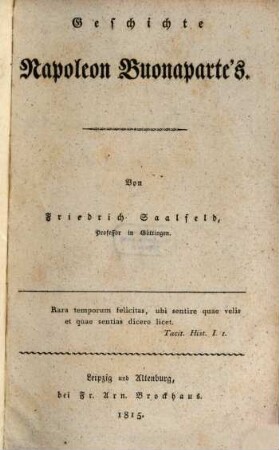 Geschichte
Napoleon Buonaparte's.
Von
Friedrich Saalfeld,
Professor in Göttingen.
Rara temporum felicitas, ubi sentire quae velis
et quae sentias dicere licet.
Tacit. Hist. I. 1.
Leipzig und Altenburg,
bei Fr. Arn. Brockhaus.
1815.